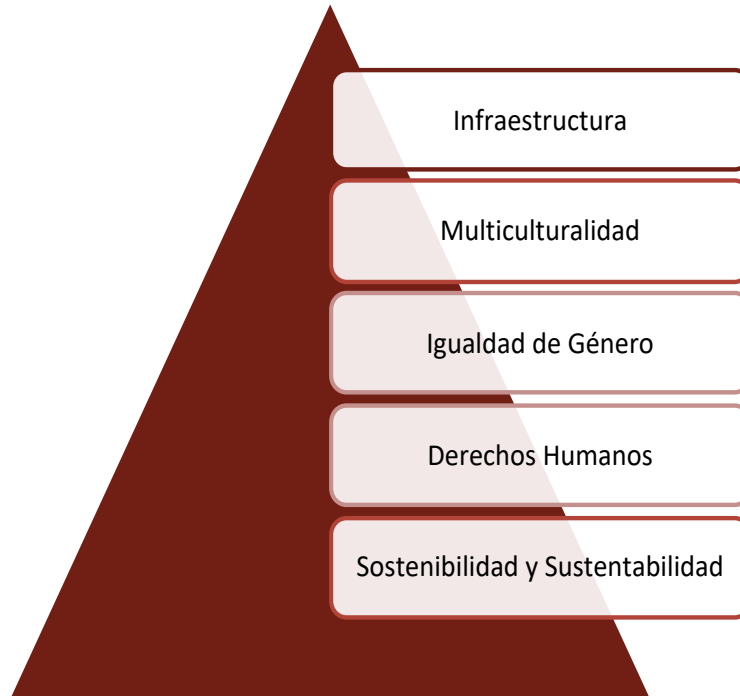 Infraestructura
Multiculturalidad
Igualdad de Género
Derechos Humanos
Sostenibilidad y Sustentabilidad